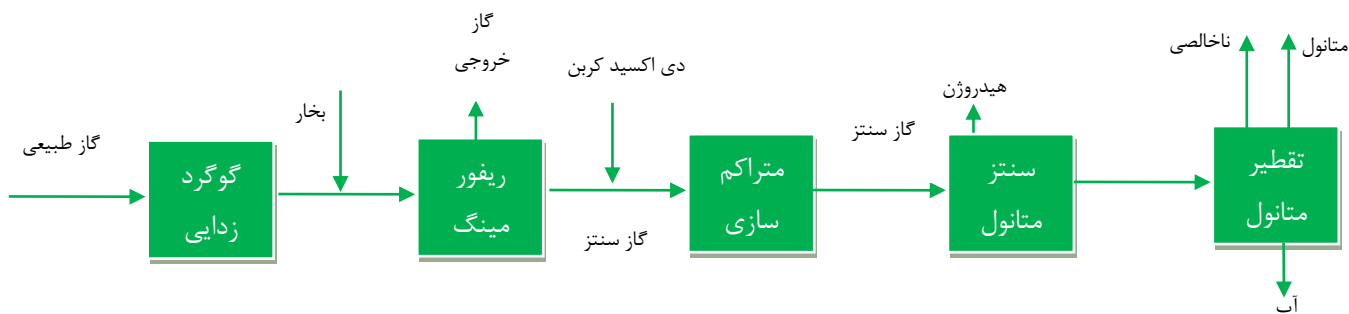 گاز طبیعی
گوگرد
زدایی
بخار
گاز
خروجی
ریفور
مینگ
دی اکسید کربن
گاز سنتز
متراکم
سازی
گاز سنتز
هیدروژن
سنتز
متانول
ناخالصی
متانول
تقطیر
متانول
آب